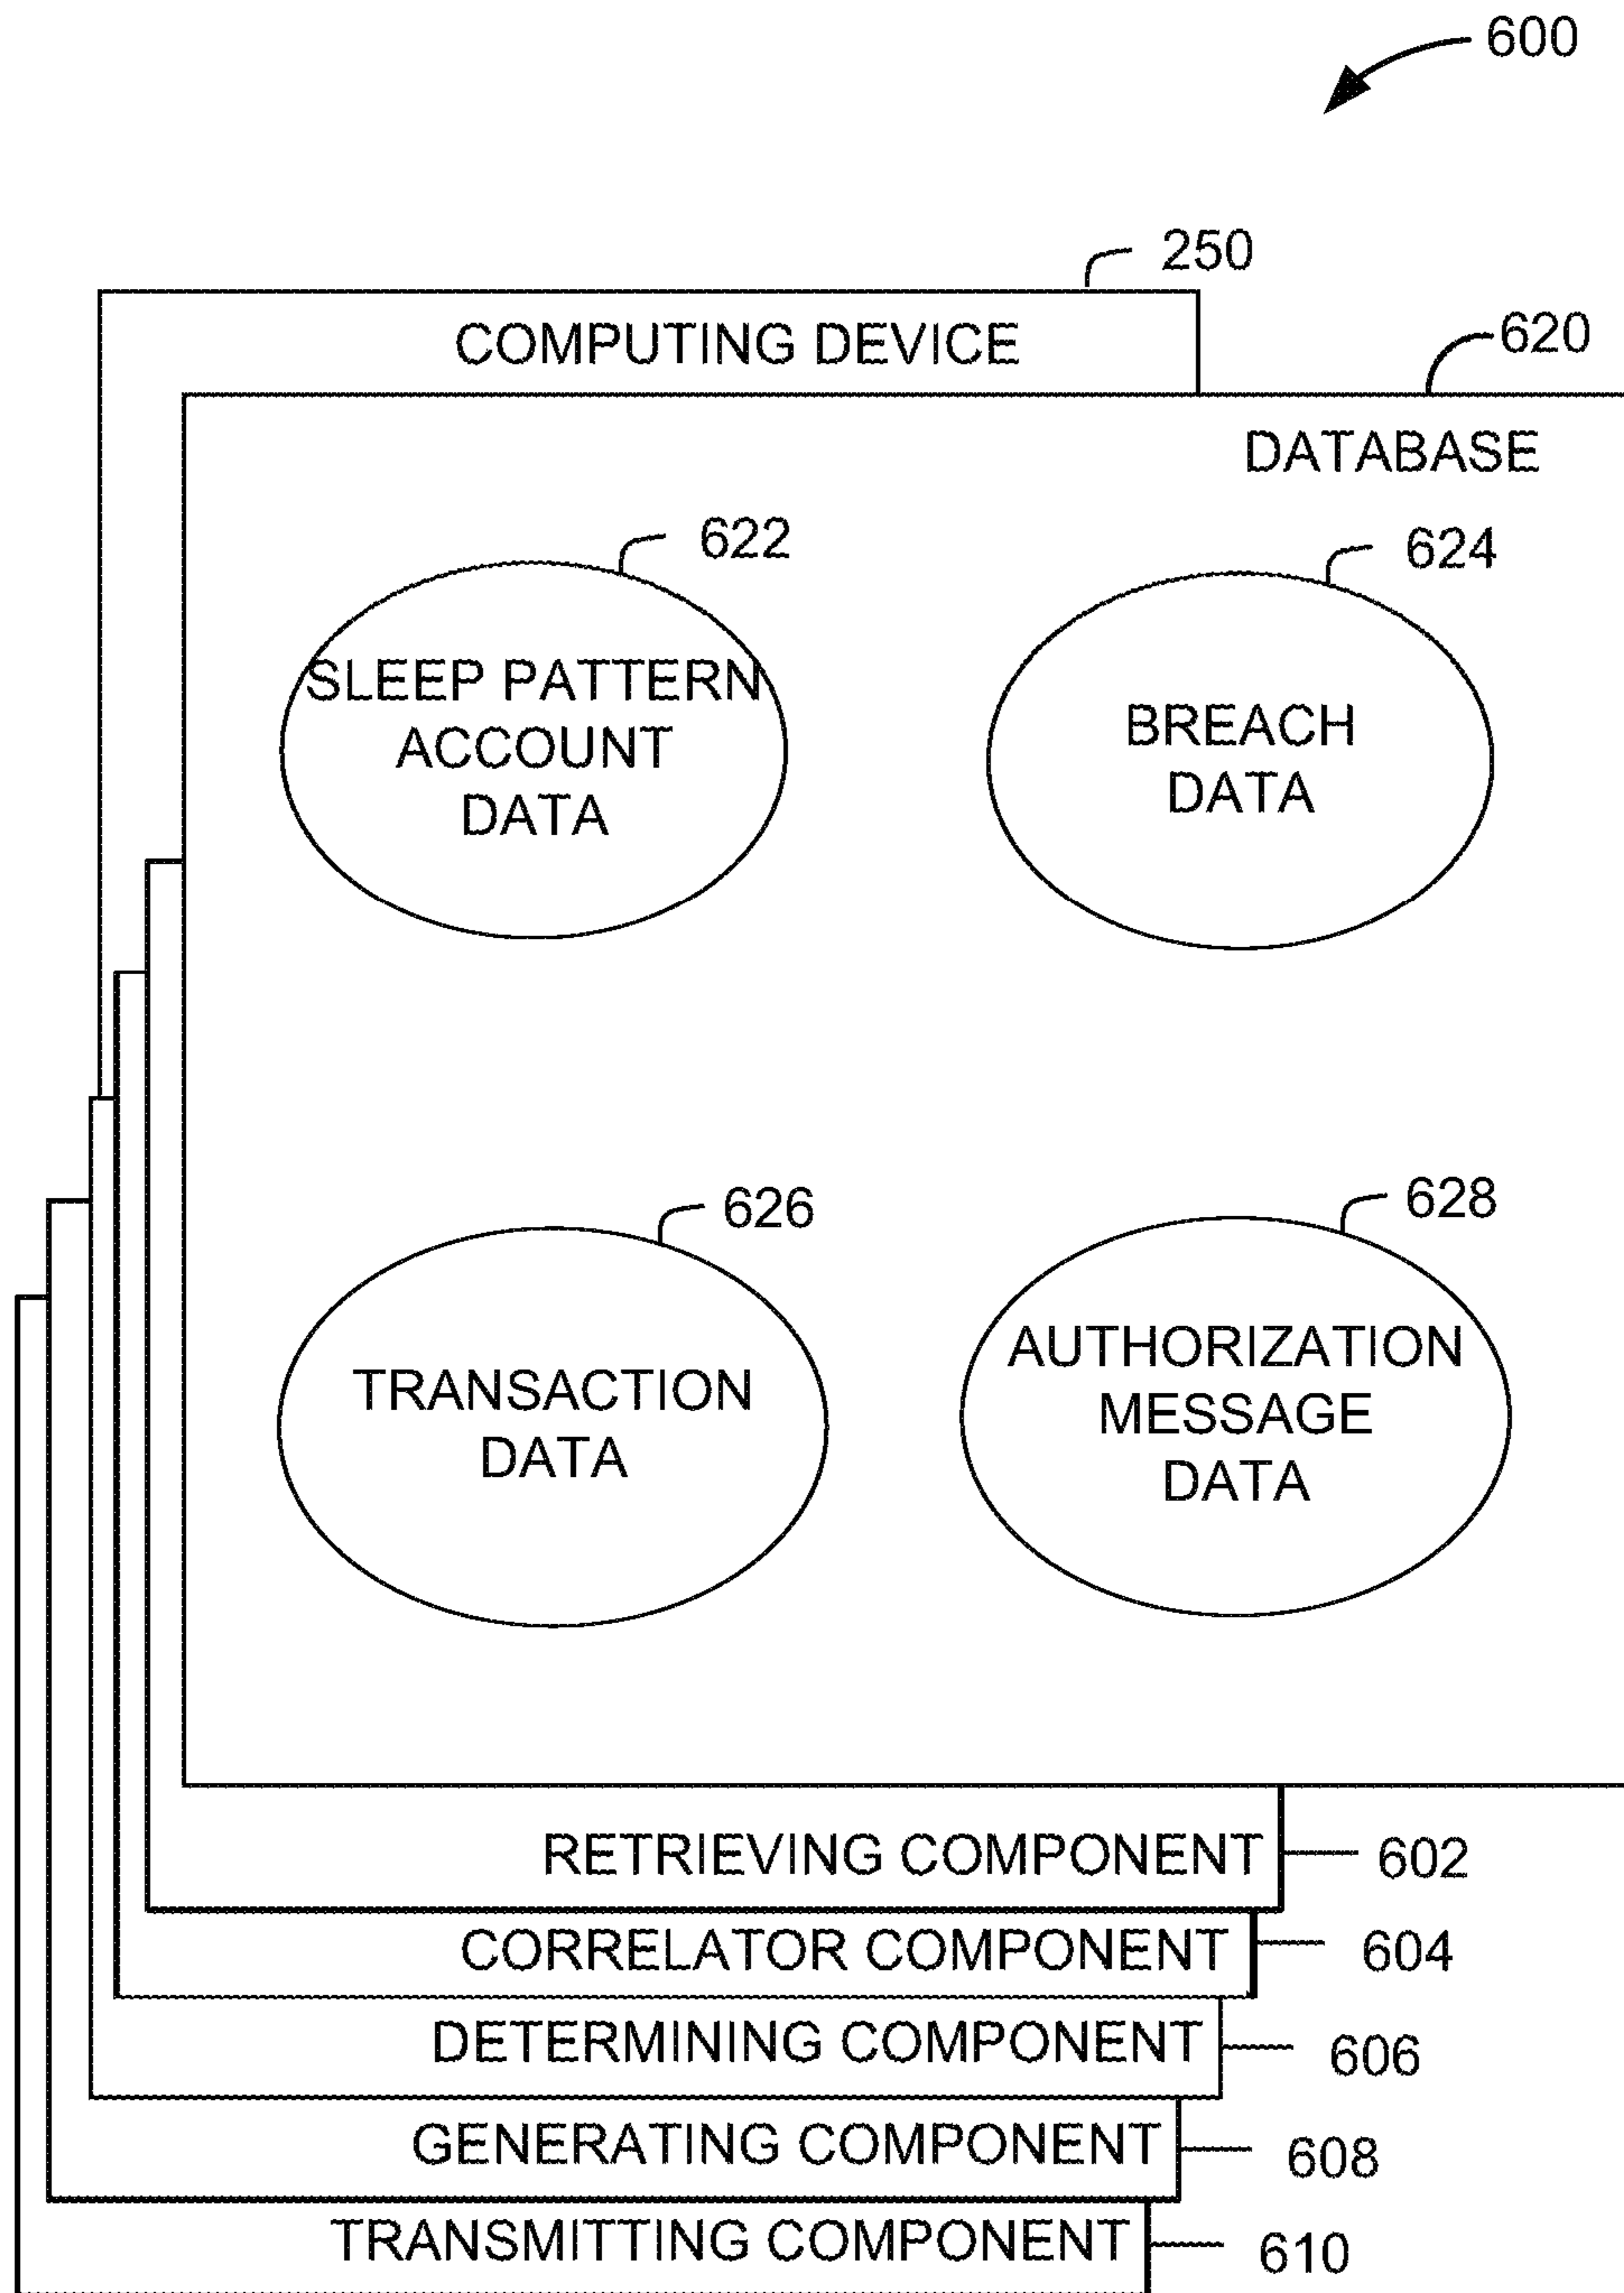 600
250
COMPUTING DEVICE
620
DATABASE
622
624
SLEEP PATTERN
ACCOUNT
DATA
BREACH
DATA
626
628
TRANSACTION
DATA
AUTHORIZATION
MESSAGE
DATA
RETRIEVING COMPONENT
602
CORRELATOR COMPONENT
604
DETERMINING COMPONENT
606
GENERATING COMPONENT
608
TRANSMITTING COMPONENT
610